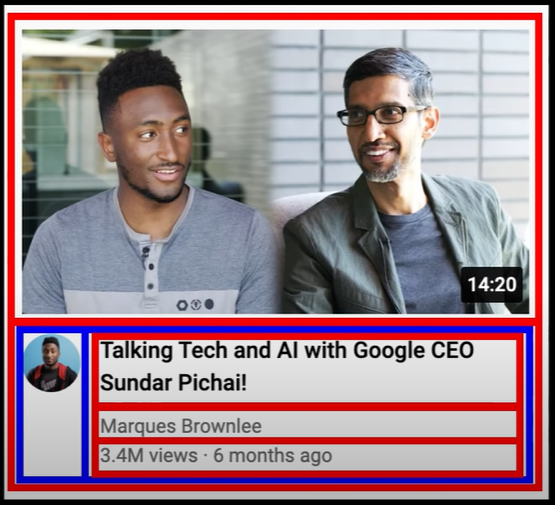 14:20
Talking Tech and AI with Google CEO
Sundar Pichai!
Marques Brownlee
3.4M views · 6 months ago